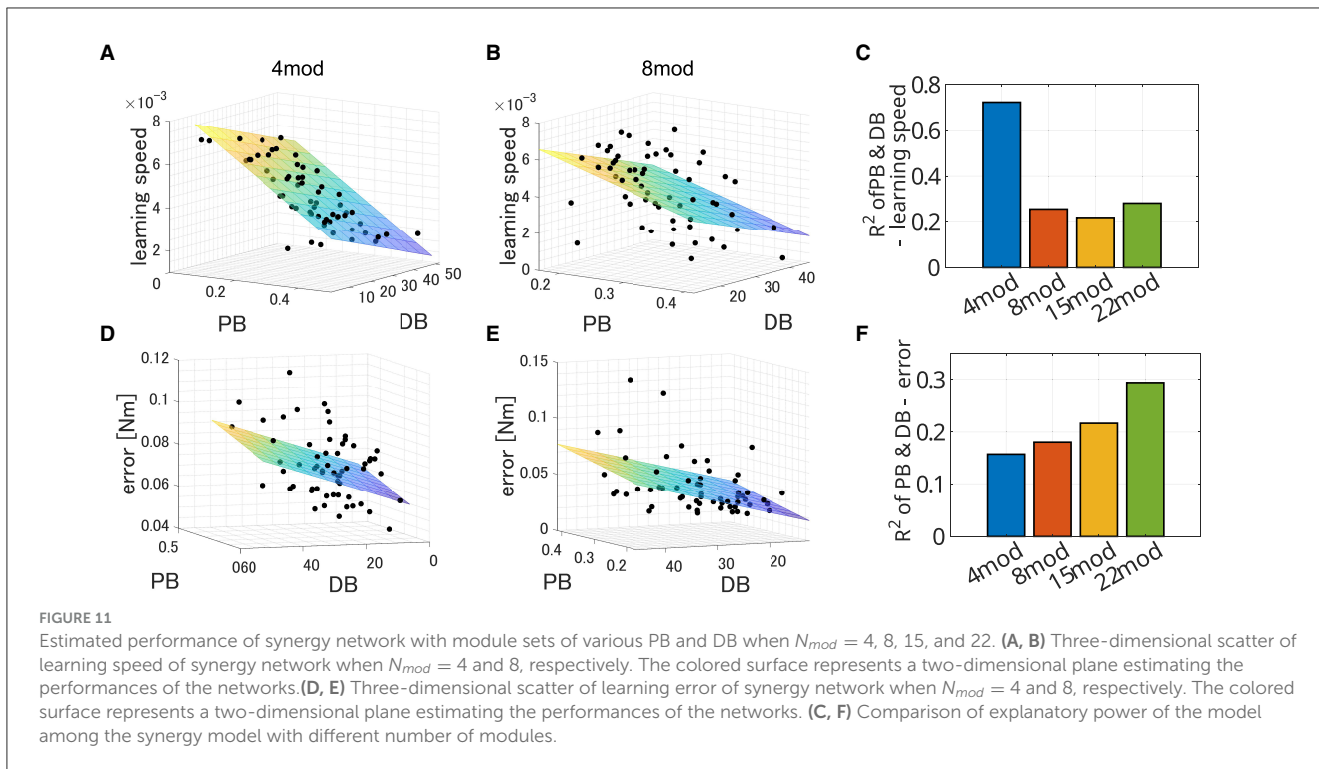 A
4mod
×10⁻³
8
6
4
2
0
learning speed
0.2
0.4
PB
10 20 30 40 50
DB
B
8mod
×10⁻³
8
6
4
2
0
learning speed
0.2
0.3
0.4
PB
20
30
40
DB
C
0.8
0.6
0.4
0.2
0
R² ofPB & DB
- learning speed
4mod
8mod
15mod
22mod
D
0.12
0.1
0.08
0.06
0.04
error [Nm]
0.5
PB
060
40
20
0
DB
E
0.15
0.1
0.05
0
error [Nm]
0.4
0.3
0.2
PB
40
30
20
DB
F
0.3
0.2
0.1
0
R² of PB & DB - error
4mod
8mod
15mod
22mod
FIGURE 11
Estimated performance of synergy network with module sets of various PB and DB when Nmod = 4, 8, 15, and 22. (A, B) Three-dimensional scatter of
learning speed of synergy network when Nmod = 4 and 8, respectively. The colored surface represents a two-dimensional plane estimating the
performances of the networks.(D, E) Three-dimensional scatter of learning error of synergy network when Nmod = 4 and 8, respectively. The colored
surface represents a two-dimensional plane estimating the performances of the networks. (C, F) Comparison of explanatory power of the model
among the synergy model with different number of modules.